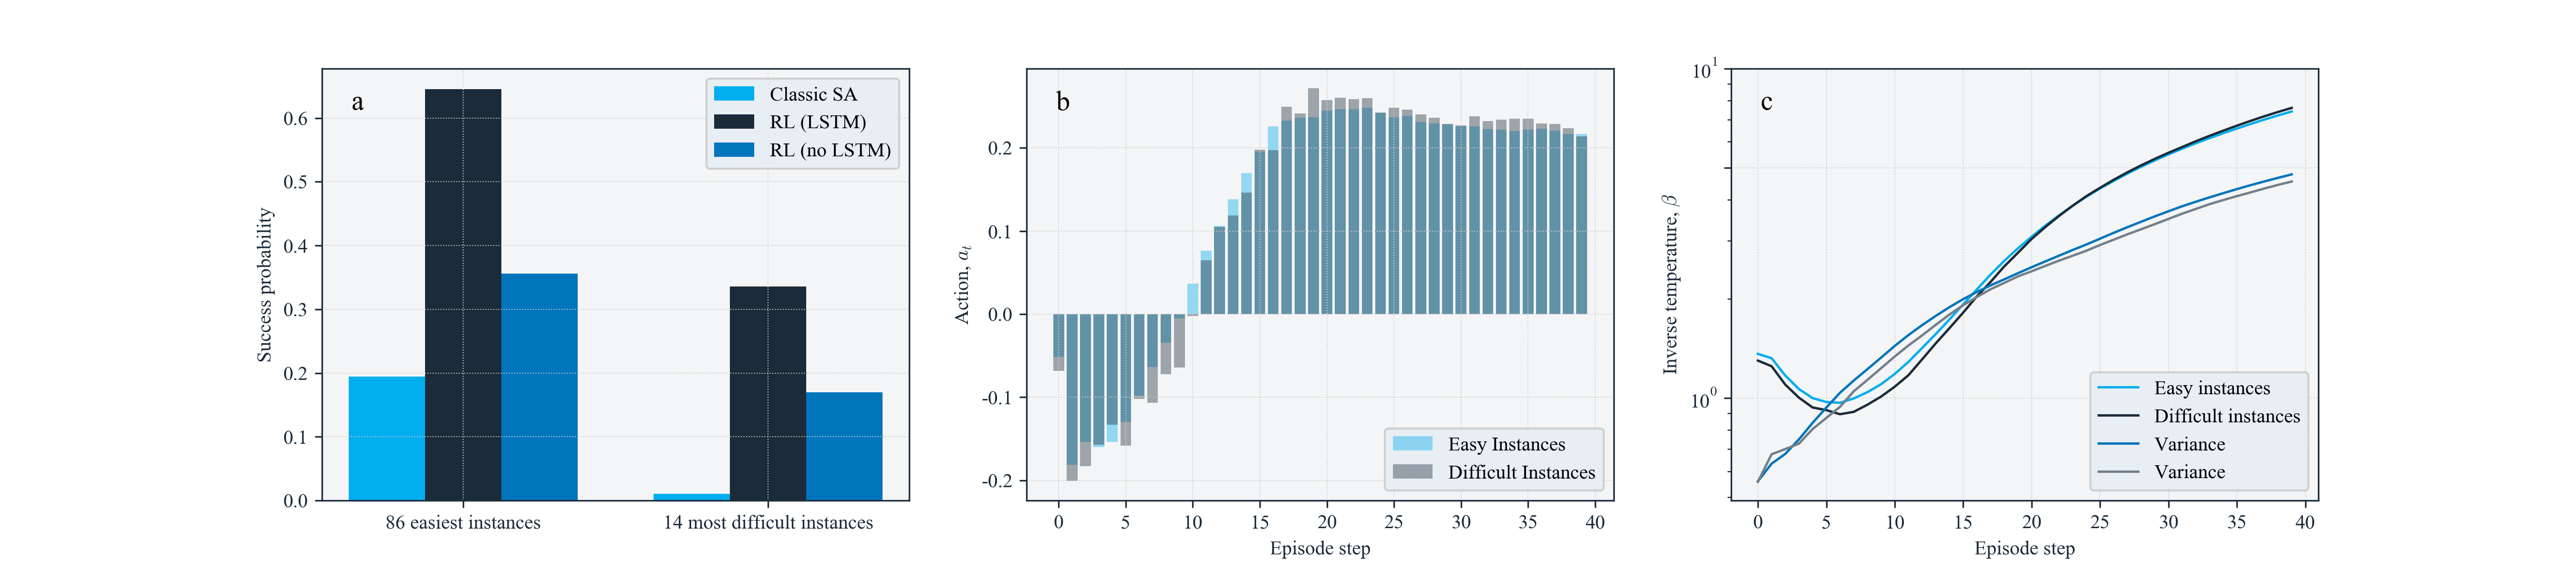 a
Classic SA
RL (LSTM)
RL (no LSTM)
Success probability
0.6
0.5
0.4
0.3
0.2
0.1
0.0
86 easiest instances
14 most difficult instances
b
Action, a_t
0.2
0.1
0.0
-0.1
-0.2
Easy Instances
Difficult Instances
0 5 10 15 20 25 30 35 40
Episode step
c
Inverse temperature, β
10^1
10^0
Easy instances
Difficult instances
Variance
Variance
0 5 10 15 20 25 30 35 40
Episode step